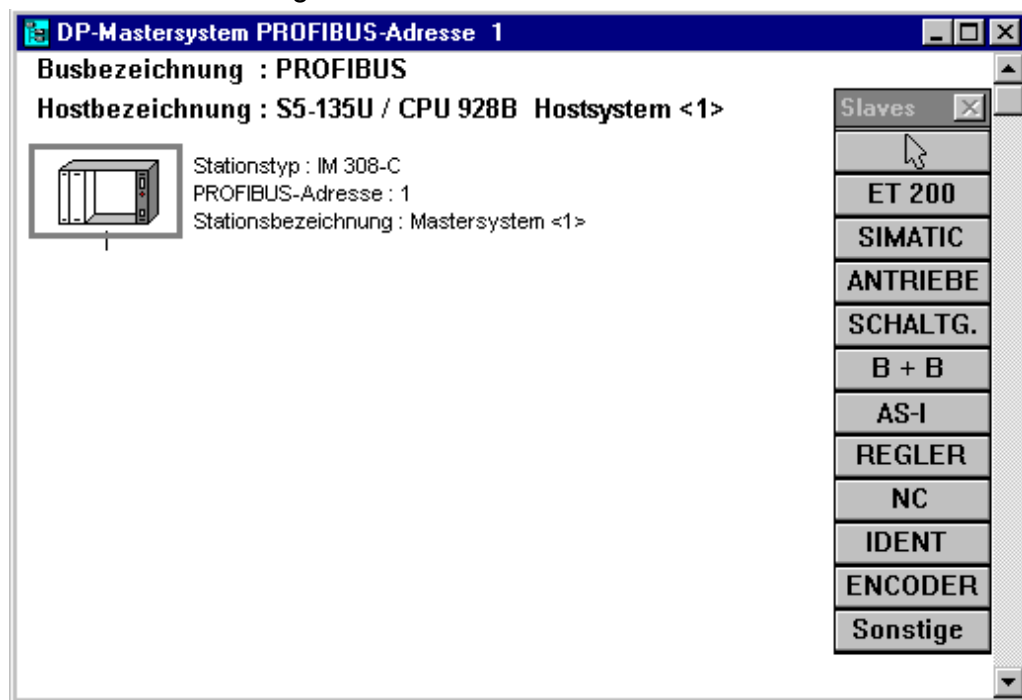 DP-Mastersystem PROFIBUS-Adresse 1
Busbezeichnung : PROFIBUS
Hostbezeichnung : S5-135U / CPU 928B Hostsystem <1>
Stationstyp : IM 308-C
PROFIBUS-Adresse : 1
Stationsbezeichnung : Mastersystem <1>
Slaves
ET 200
SIMATIC
ANTRIEBE
SCHALTG.
B + B
AS-I
REGLER
NC
IDENT
ENCODER
Sonstige